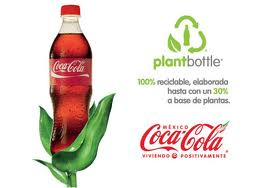 Coca-Cola
plantbottle
100% reciclable, elaborada
hasta con un 30%
a base de plantas.
MÉXICO
Coca-Cola
VIVIENDO POSITIVAMENTE